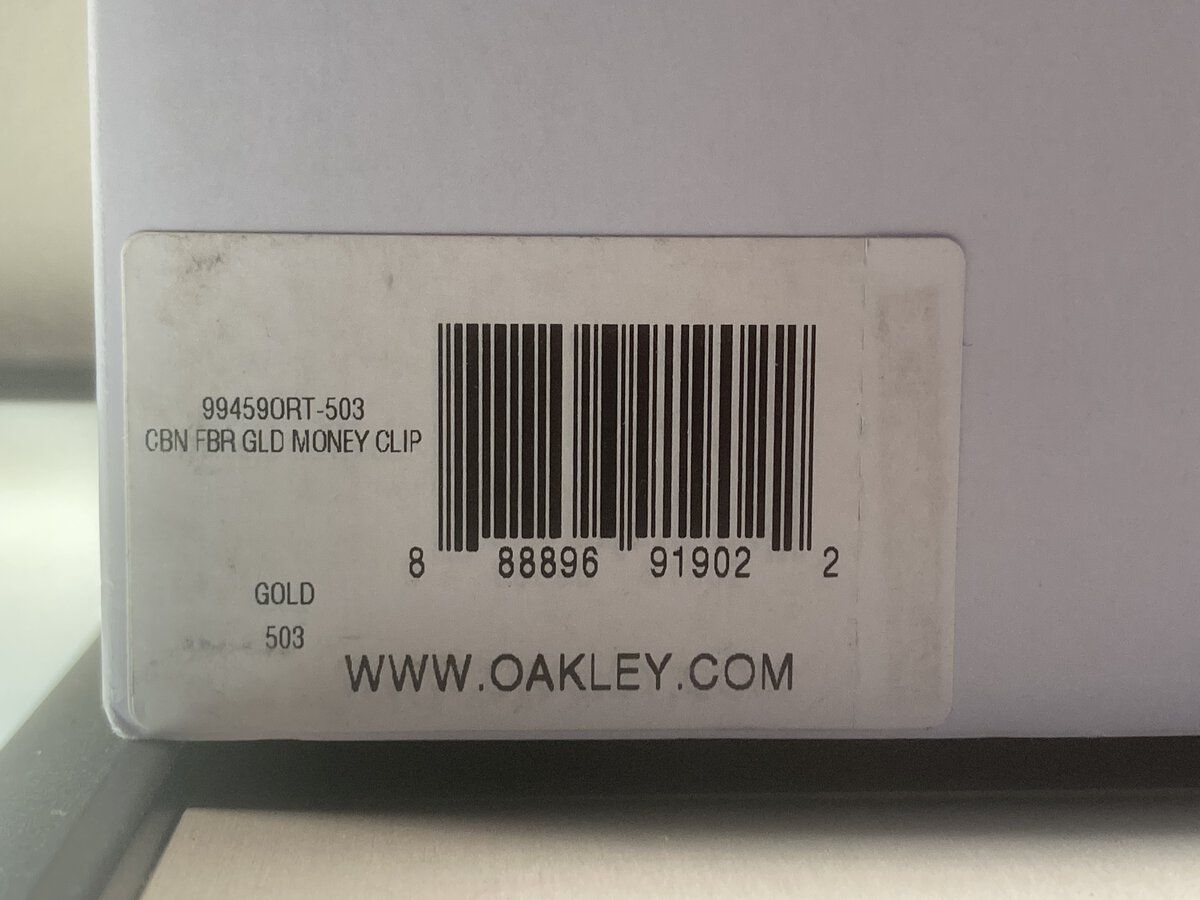 99459ORT-503
CBN FBR GLD MONEY CLIP
8 88896 91902 2
GOLD
503
WWW.OAKLEY.COM